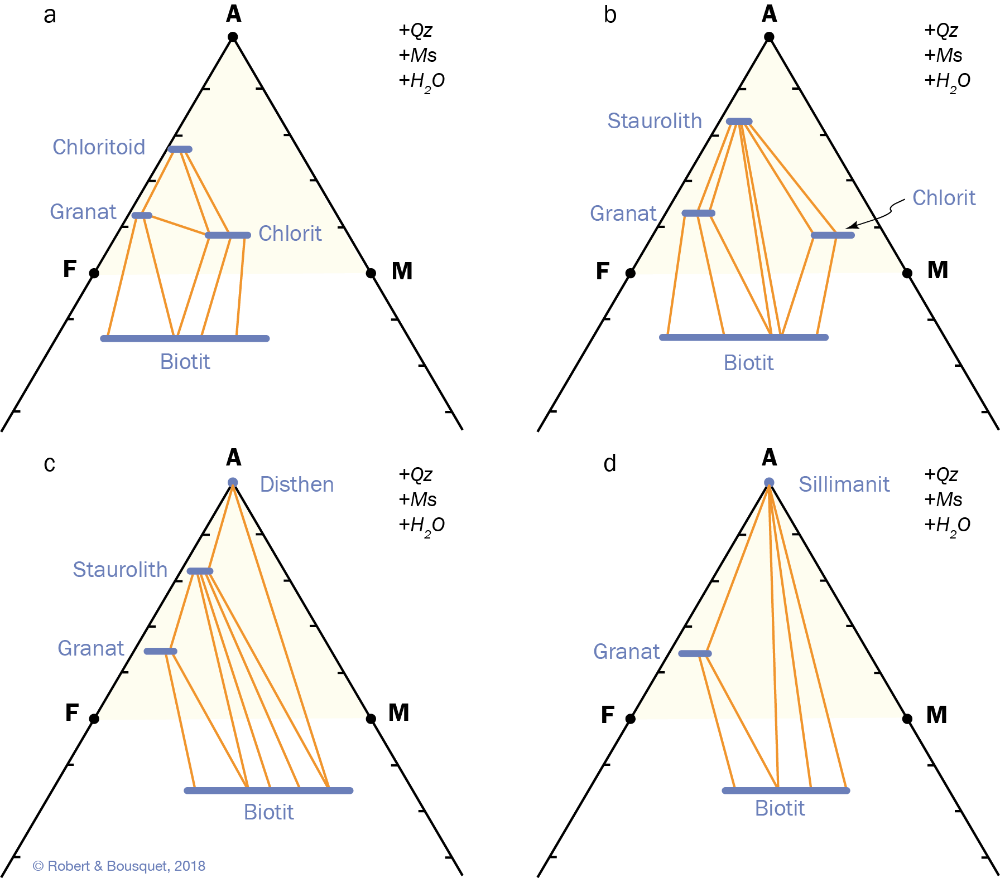 a
A
+Qz
+Ms
+H2O
Chloritoid
Granat
Chlorit
F
M
Biotit
b
A
+Qz
+Ms
+H2O
Staurolith
Chlorit
Granat
F
M
Biotit
c
A
Disthen
+Qz
+Ms
+H2O
Staurolith
Granat
F
M
Biotit
© Robert & Bousquet, 2018
d
A
Sillimanit
+Qz
+Ms
+H2O
Granat
F
M
Biotit